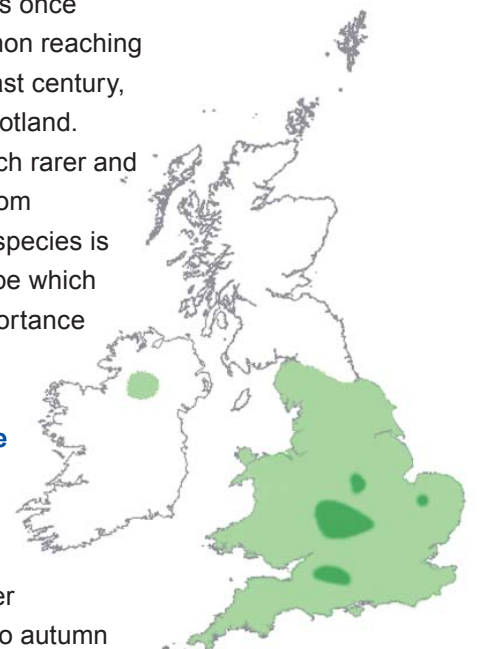 s once
non reaching
ast century,
otland.
ch rarer and
om
species is
pe which
ortance
e
er
o autumn